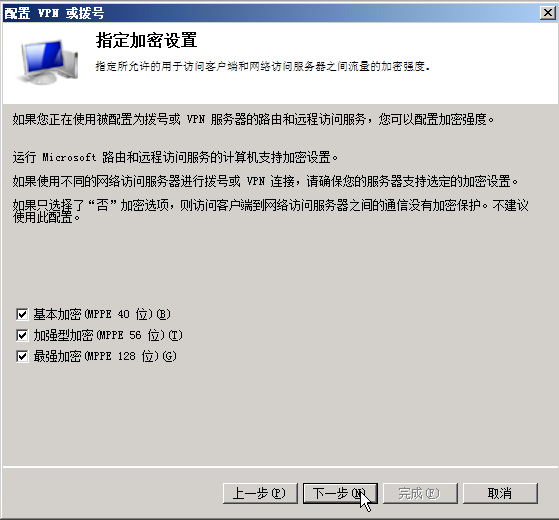 配置 VPN 或拨号
指定加密设置
指定所允许的用于访问客户端和网络访问服务器之间流量的加密强度。
如果您正在使用被配置为拨号或 VPN 服务器的路由和远程访问服务，您可以配置加密强度。
运行 Microsoft 路由和远程访问服务的计算机支持加密设置。
如果使用不同的网络访问服务器进行拨号或 VPN 连接，请确保您的服务器支持选定的加密设置。
如果只选择了“否”加密选项，则访问客户端到网络访问服务器之间的通信没有加密保护。不建议
使用此配置。
基本加密(MPPE 40 位)(B)
加强型加密(MPPE 56 位)(T)
最强加密(MPPE 128 位)(G)
上一步(P) 下一步(N) 完成(F) 取消